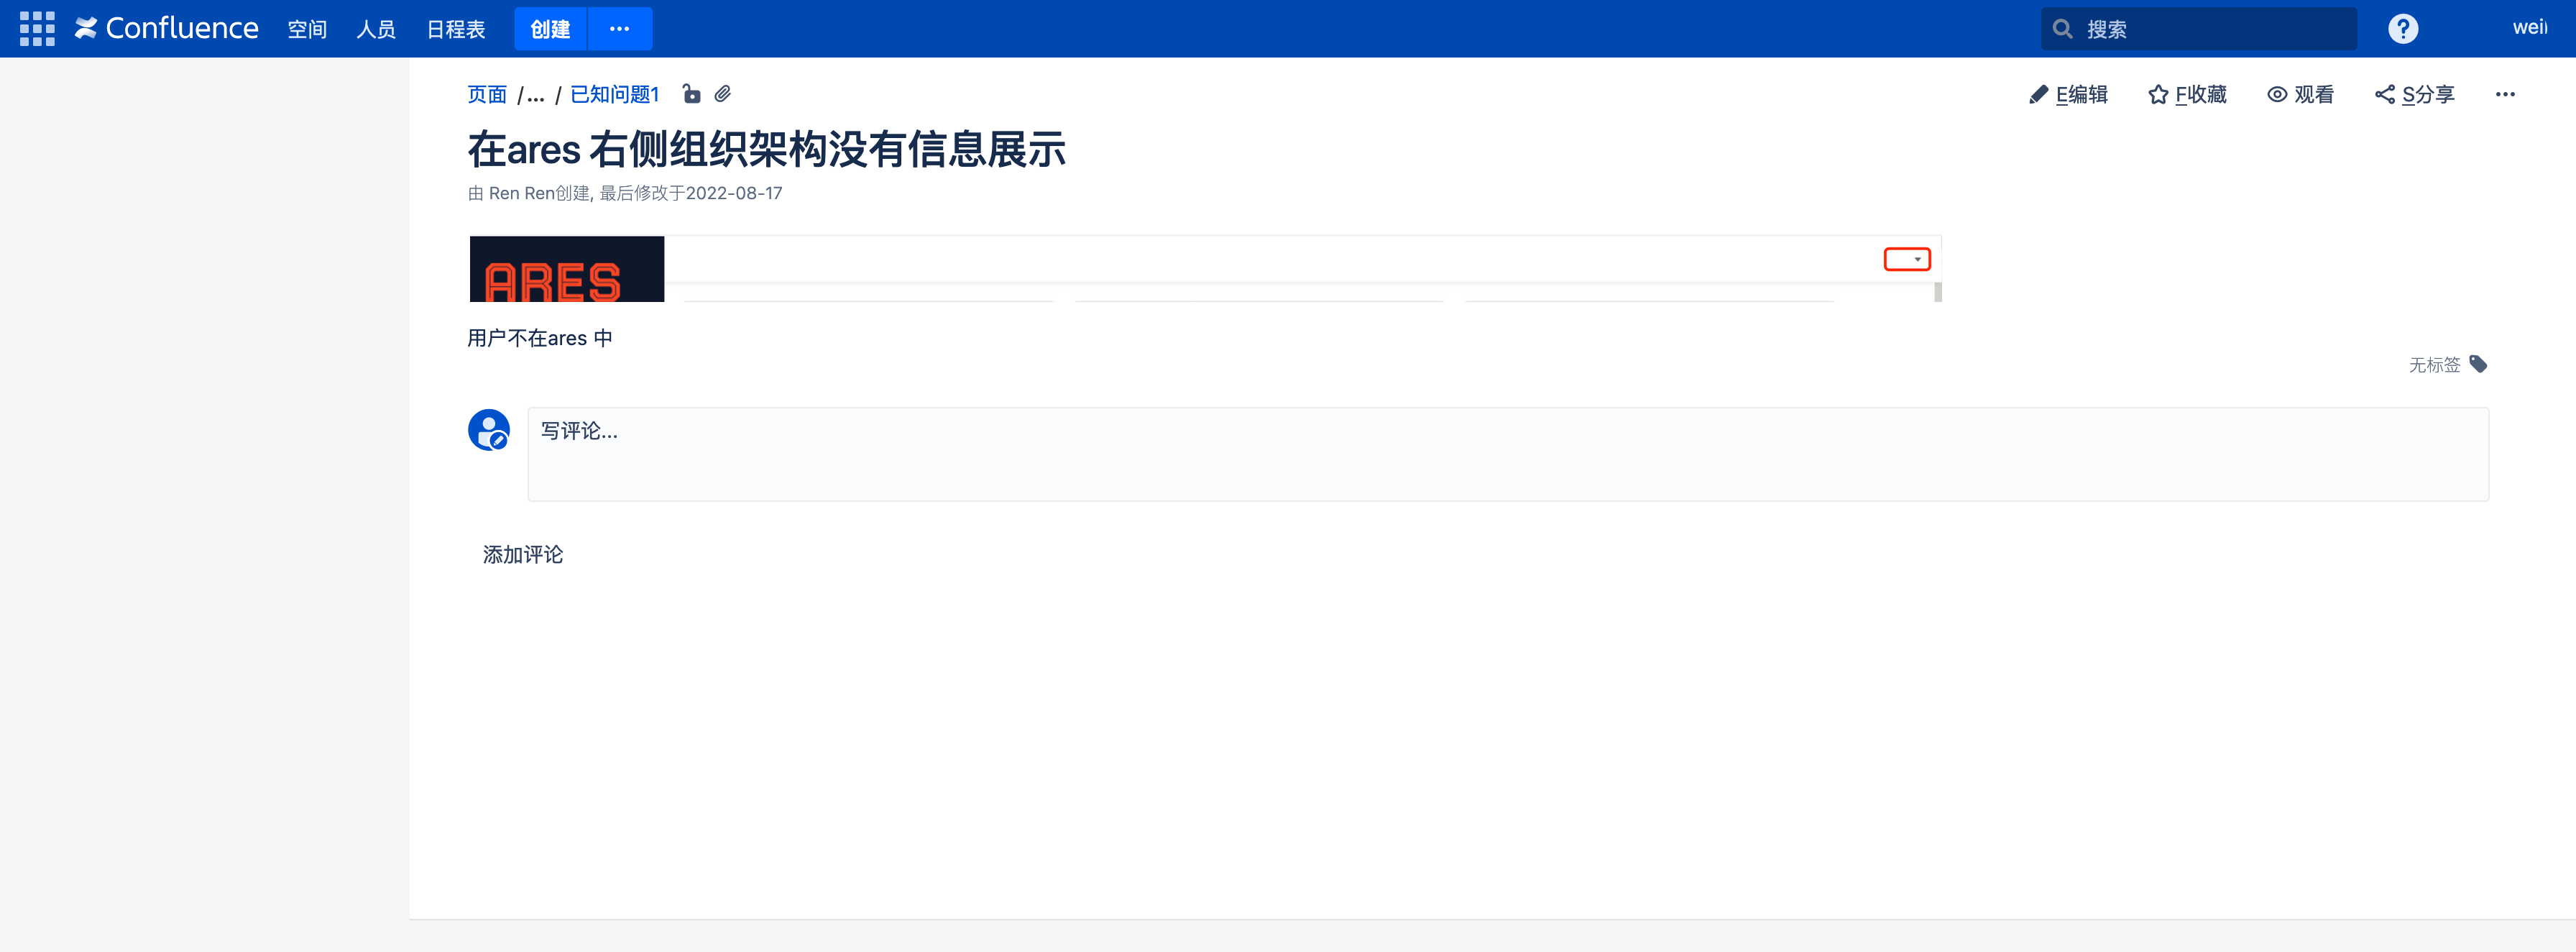 Confluence 空间 人员 日程表 创建 ··· 搜索 ? weil
页面 /... / 已知问题1 E编辑 F收藏 观看 S分享 ···
在ares 右侧组织架构没有信息展示
由 Ren Ren创建, 最后修改于2022-08-17
ARES
用户不在ares 中
无标签
写评论...
添加评论